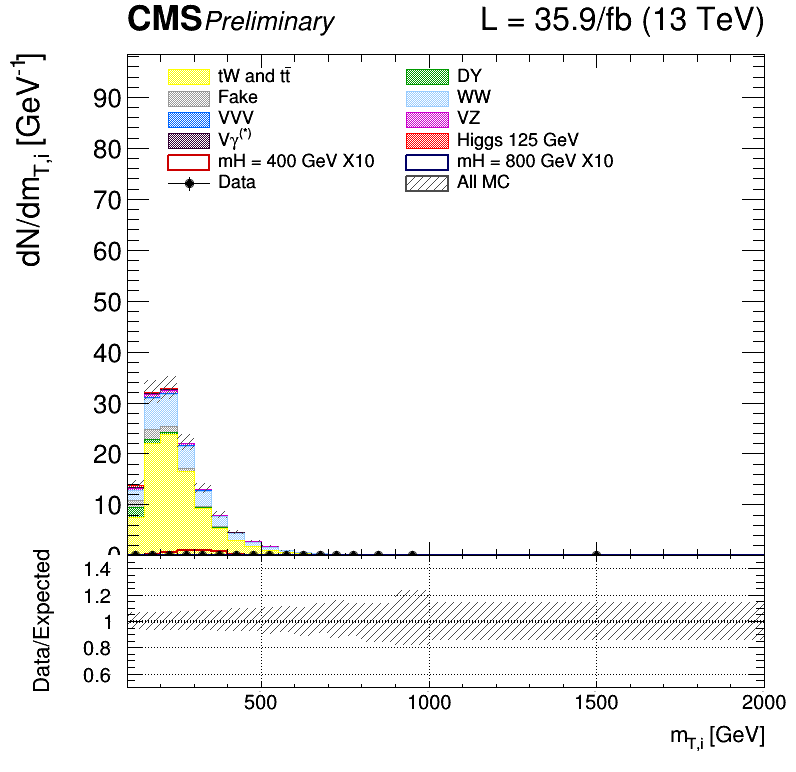 CMS Preliminary L = 35.9/fb (13 TeV)
dN/dm_{T,i} [GeV^{-1}]
tW and tt̄ DY
Fake WW
VVV VZ
Vγ^{(*)} Higgs 125 GeV
mH = 400 GeV X10 mH = 800 GeV X10
Data All MC
90
80
70
60
50
40
30
20
10
0
Data/Expected
1.4
1.2
1
0.8
0.6
500 1000 1500 2000
m_{T,i} [GeV]